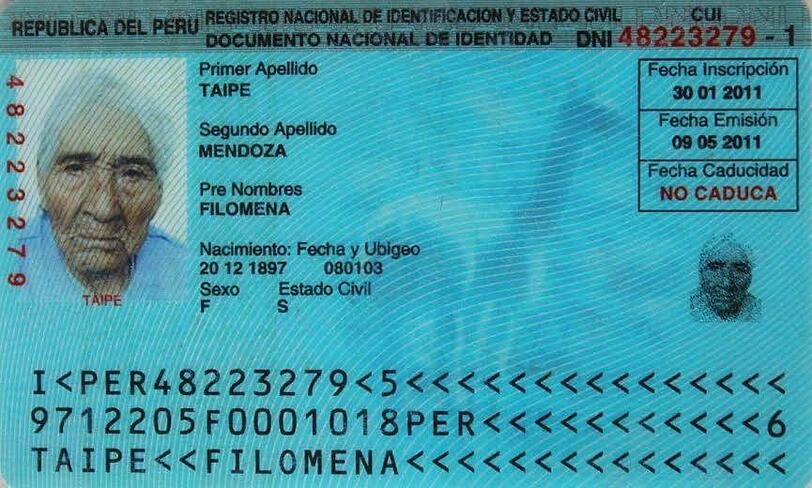 REPUBLICA DEL PERU
REGISTRO NACIONAL DE IDENTIFICACION Y ESTADO CIVIL
DOCUMENTO NACIONAL DE IDENTIDAD
CUI
DNI 48223279 - 1
48223279
TAIPE
Primer Apellido
TAIPE
Segundo Apellido
MENDOZA
Pre Nombres
FILOMENA
Nacimiento: Fecha y Ubigeo
20 12 1897 080103
Sexo Estado Civil
F S
Fecha Inscripción
30 01 2011
Fecha Emisión
09 05 2011
Fecha Caducidad
NO CADUCA
I<PER48223279<5<<<<<<<<<<<<<<<
9712205F0001018PER<<<<<<<<<<<6
TAIPE<<FILOMENA<<<<<<<<<<<<<<<